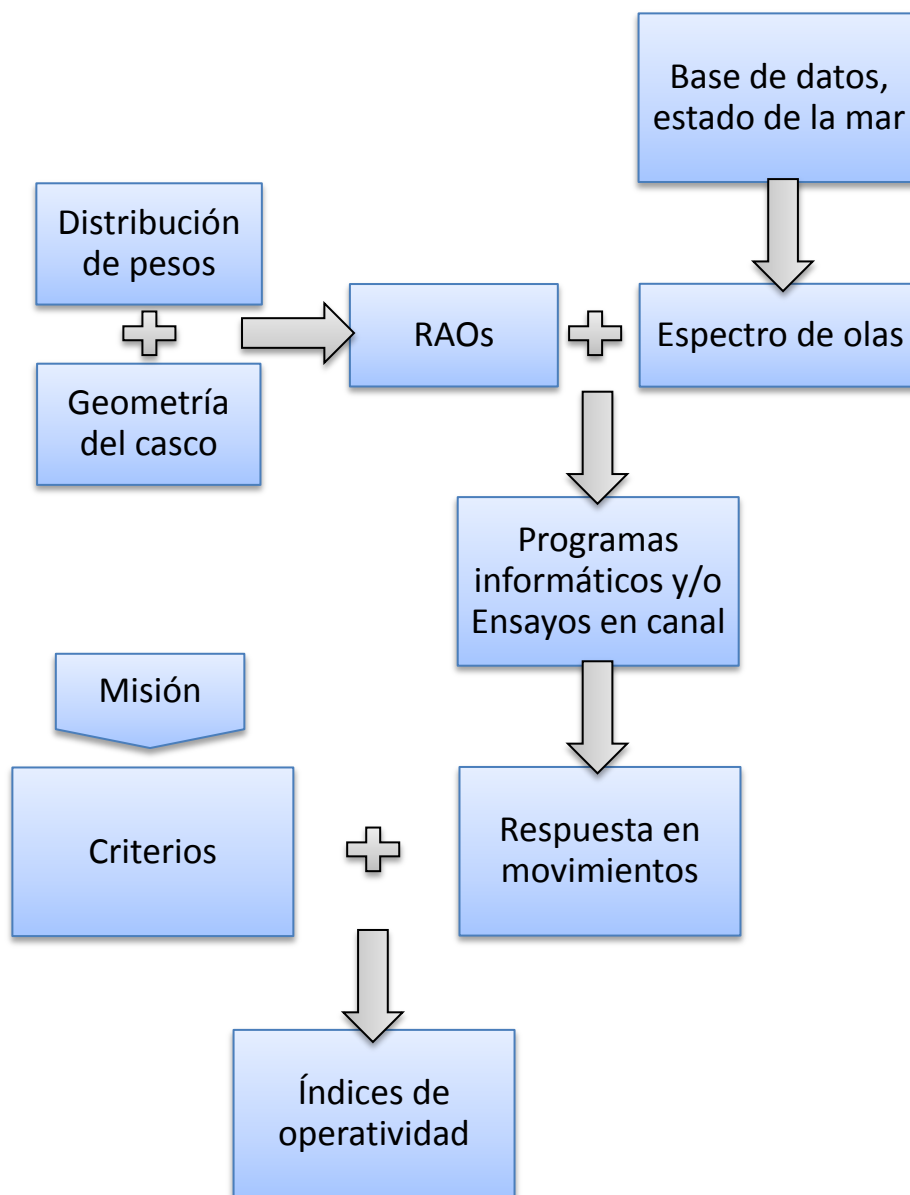 Base de datos,
estado de la mar
Distribución
de pesos
RAOs
Espectro de olas
Geometría
del casco
Programas
informáticos y/o
Ensayos en canal
Misión
Criterios
Respuesta en
movimientos
Índices de
operatividad